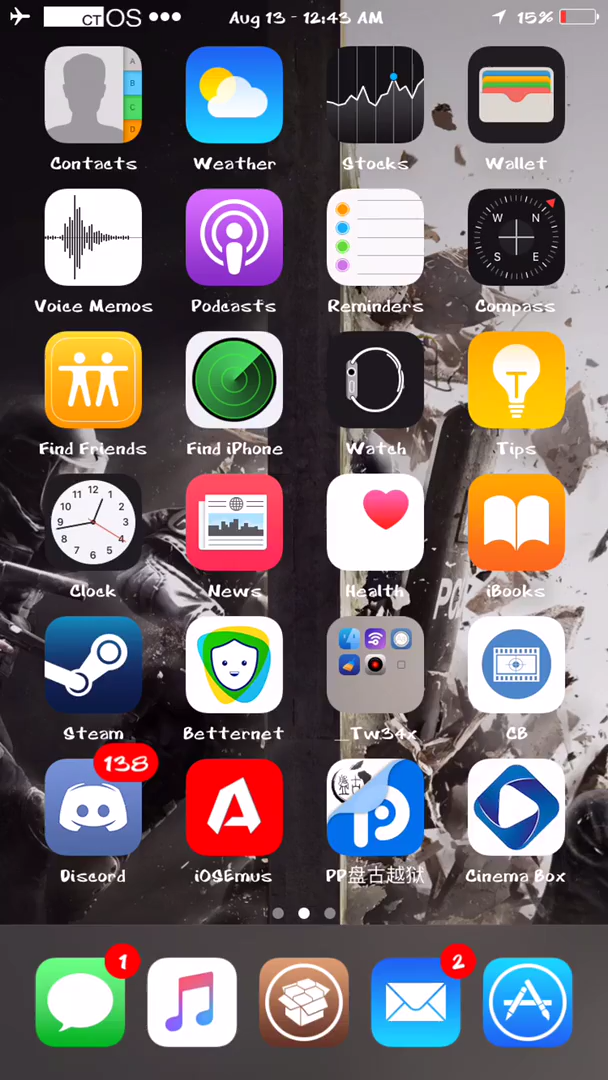 CT OS Aug 13 - 12:43 AM 15%
Contacts Weather Stocks Wallet
Voice Memos Podcasts Reminders Compass
Find Friends Find iPhone Watch Tips
Clock News Health iBooks
Steam Betternet _Tw34x CB
138
Discord iOSEmus PP盘古越狱 Cinema Box
1 2